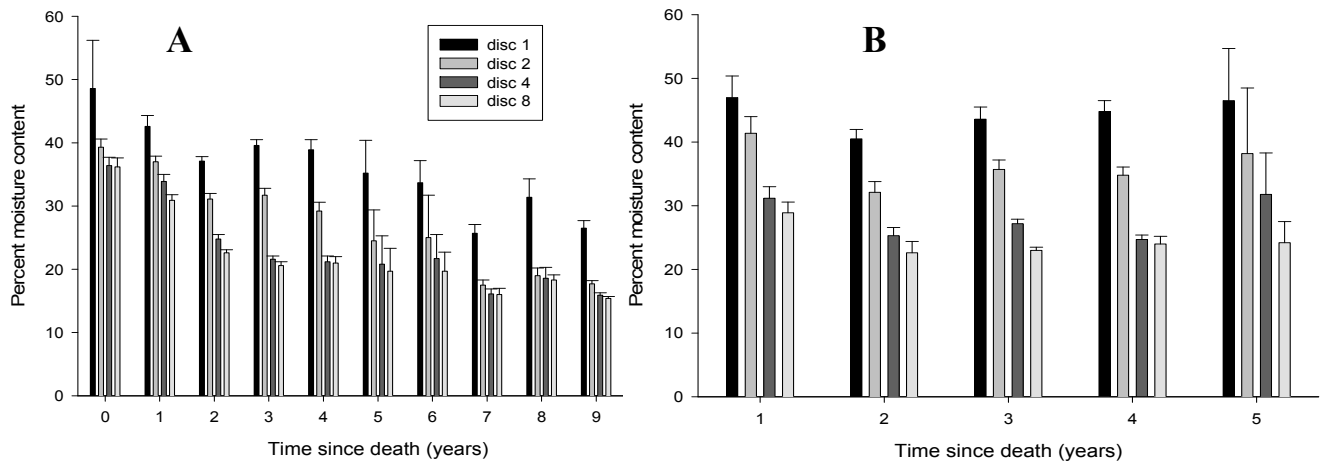 A
disc 1
disc 2
disc 4
disc 8
Percent moisture content
60
50
40
30
20
10
0
0 1 2 3 4 5 6 7 8 9
Time since death (years)
B
Percent moisture content
60
50
40
30
20
10
0
1 2 3 4 5
Time since death (years)